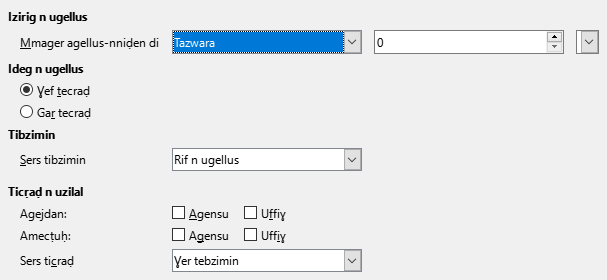 Izirig n ugellus
Mmager agellus-nniḍen di Tazwara 0
Ideg n ugellus
Ɣef tecraḍ
Gar tecraḍ
Tibzimin
Sers tibzimin Rif n ugellus
Ticṛaḍ n uzilal
Agejdan: Agensu Uffiɣ
Amecṭuḥ: Agensu Uffiɣ
Sers ticraḍ Ɣer tebzimin